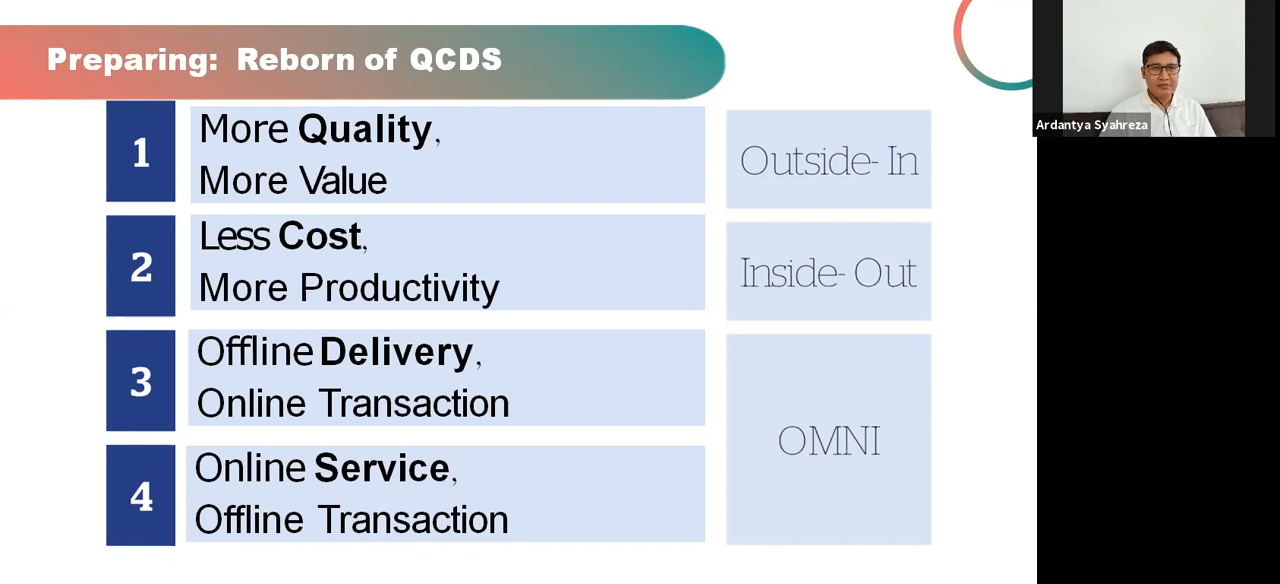 Preparing: Reborn of QCDS
1
More Quality,
More Value
Outside- In
2
Less Cost,
More Productivity
Inside- Out
3
Offline Delivery,
Online Transaction
4
Online Service,
Offline Transaction
OMNI
Ardantya Syahreza